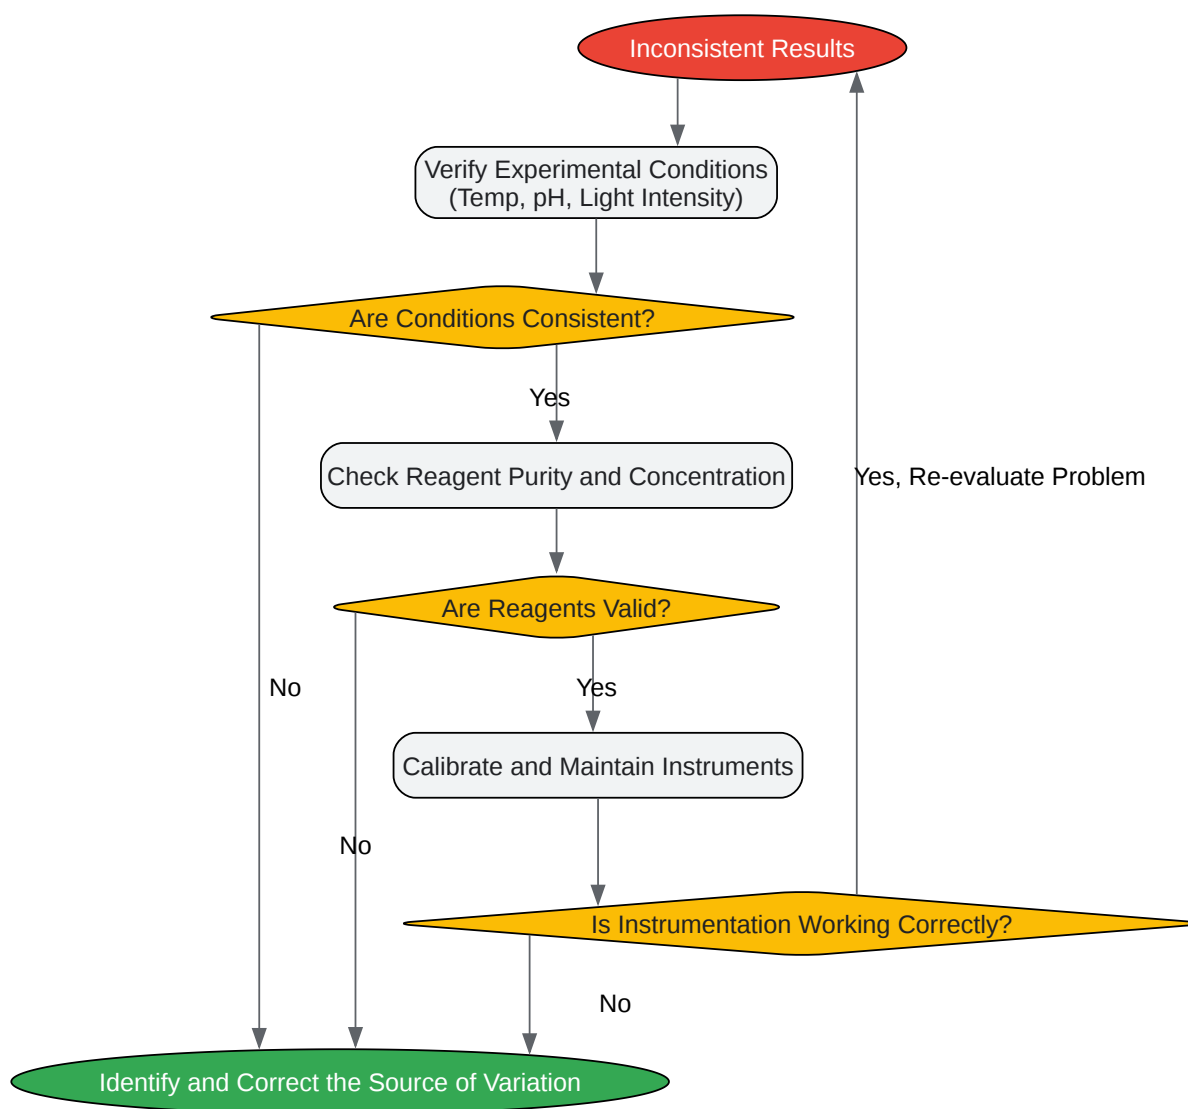 Inconsistent Results
Verify Experimental Conditions
(Temp, pH, Light Intensity)
Are Conditions Consistent?
Yes
Check Reagent Purity and Concentration
Yes, Re-evaluate Problem
Are Reagents Valid?
No
Yes
Calibrate and Maintain Instruments
No
Is Instrumentation Working Correctly?
No
Identify and Correct the Source of Variation